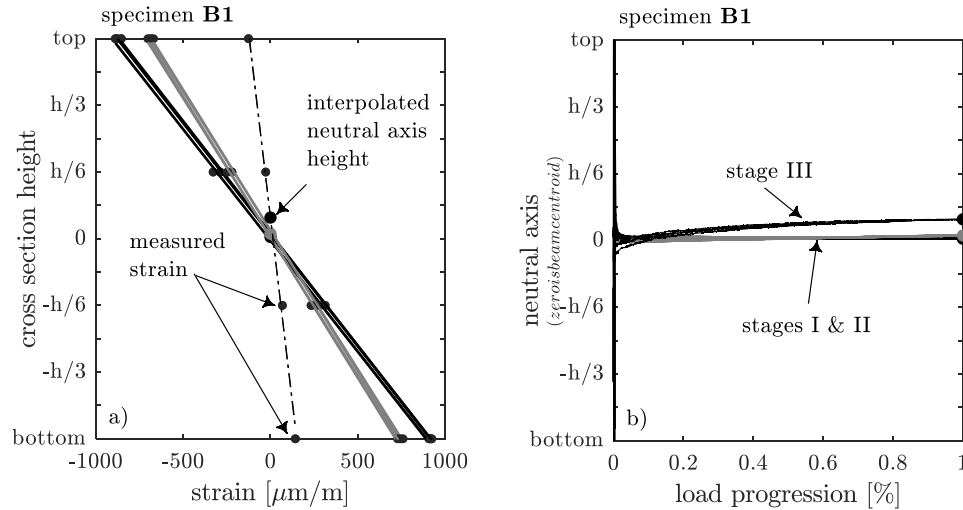 specimen B1
top
h/3
h/6
0
-h/6
-h/3
bottom
cross section height
interpolated
neutral axis
height
measured
strain
a)
-1000
-500
0
500
1000
strain [μm/m]
specimen B1
top
h/3
h/6
0
-h/6
-h/3
bottom
neutral axis
(zeroisbeamcentroid)
stage III
stages I & II
b)
0
0.2
0.4
0.6
0.8
1
load progression [%]